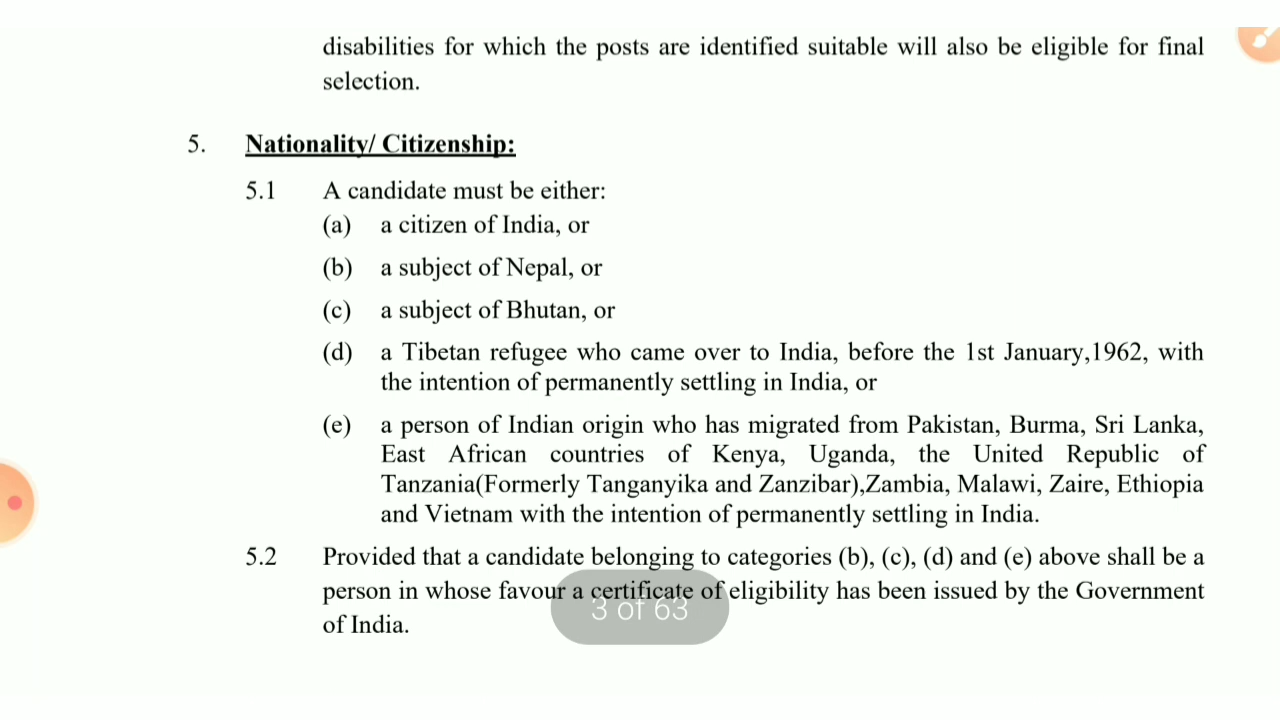 disabilities for which the posts are identified suitable will also be eligible for final
selection.
5. Nationality/ Citizenship:
5.1 A candidate must be either:
(a) a citizen of India, or
(b) a subject of Nepal, or
(c) a subject of Bhutan, or
(d) a Tibetan refugee who came over to India, before the 1st January,1962, with
the intention of permanently settling in India, or
(e) a person of Indian origin who has migrated from Pakistan, Burma, Sri Lanka,
East African countries of Kenya, Uganda, the United Republic of
Tanzania(Formerly Tanganyika and Zanzibar),Zambia, Malawi, Zaire, Ethiopia
and Vietnam with the intention of permanently settling in India.
5.2 Provided that a candidate belonging to categories (b), (c), (d) and (e) above shall be a
person in whose favour a certificate of eligibility has been issued by the Government
3 of 63
of India.